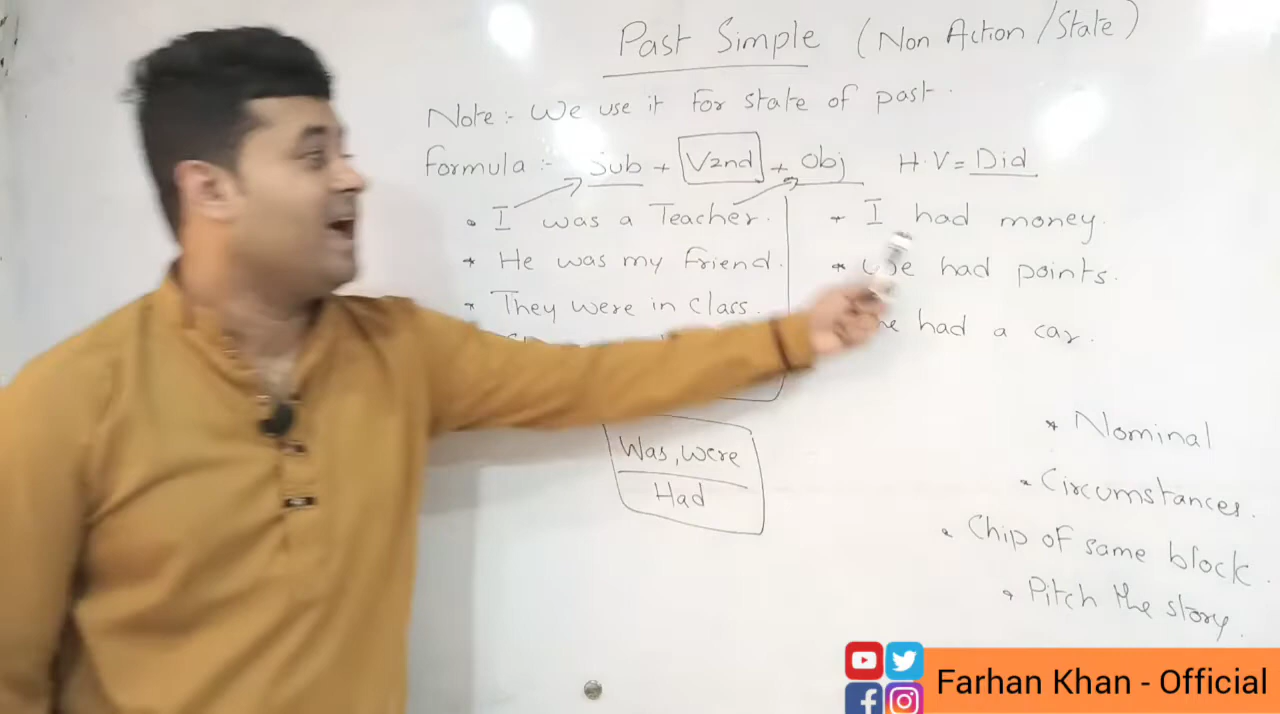 Past Simple (Non Action/State)
Note:- We use it for state of past.
Formula:- Sub + V2nd + Obj H.V = Did
• I was a Teacher.
* He was my friend.
* They were in class.
* I had money.
* We had points.
had a car.
Was, were
Had
* Nominal
• Circumstances.
• Chip of same block.
* Pitch the story.
Farhan Khan - Official